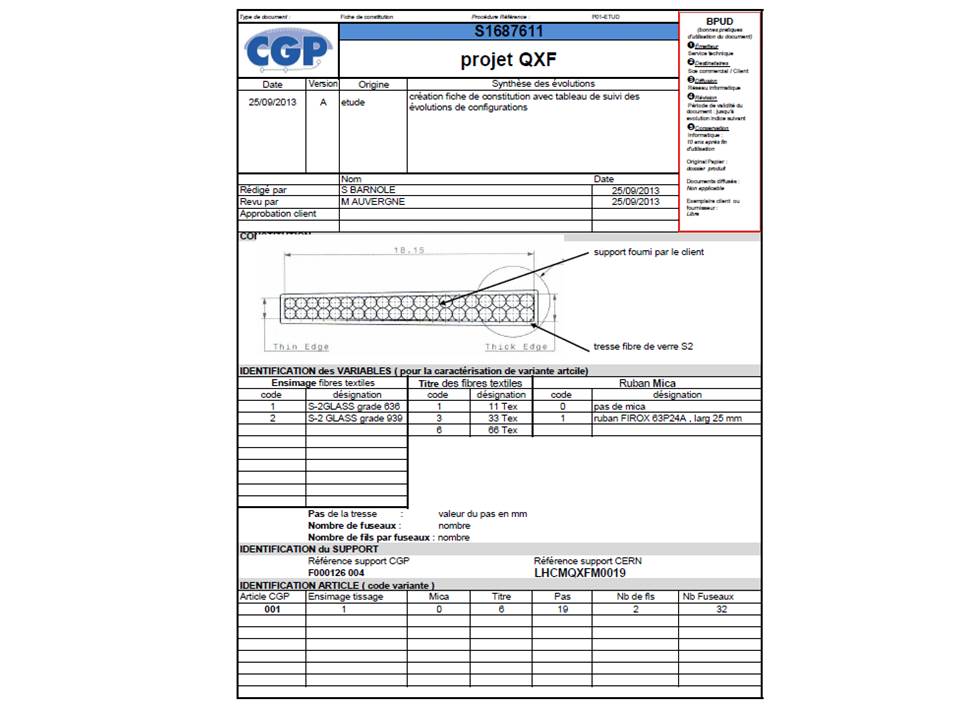 Type de document : Fiche de constitution Procédure Référence : P01-ETUD
CGP
S1687611
projet QXF
Date Version Origine Synthèse des évolutions
25/09/2013 A etude création fiche de constitution avec tableau de suivi des
évolutions de configurations
Nom Date
Rédigé par S BARNOLE 25/09/2013
Revu par M AUVERGNE 25/09/2013
Approbation client
BPUD
(bonnes pratiques
d'utilisation du document)
1 Emetteur
Service technique
2 Destinataires
Sce commercial / Client
3 Diffusion
Réseau informatique
4 Révision
Période de validité du
document : jusqu'à
evolution indice suivant
5 Conservation
Informatique :
10 ans après fin
d'utilisation
Original Papier :
dossier produit
Documents diffusés :
Non applicable
Exemplaire client ou
fournisseur :
Libre
18.15
support fourni par le client
Thin Edge
Thick Edge
tresse fibre de verre S2
IDENTIFICATION des VARIABLES ( pour la caractérisation de variante artcile)
Ensimage fibres textiles Titre des fibres textiles Ruban Mica
code désignation code désignation code désignation
1 S-2GLASS grade 636 1 11 Tex 0 pas de mica
2 S-2 GLASS grade 939 3 33 Tex 1 ruban FIROX 63P24A , larg 25 mm
6 66 Tex
Pas de la tresse : valeur du pas en mm
Nombre de fuseaux : nombre
Nombre de fils par fuseaux : nombre
IDENTIFICATION du SUPPORT
Référence support CGP Référence support CERN
F000126 004 LHCMQXFM0019
IDENTIFICATION ARTICLE ( code variante )
Article CGP Ensimage tissage Mica Titre Pas Nb de fls Nb Fuseaux
001 1 0 6 19 2 32